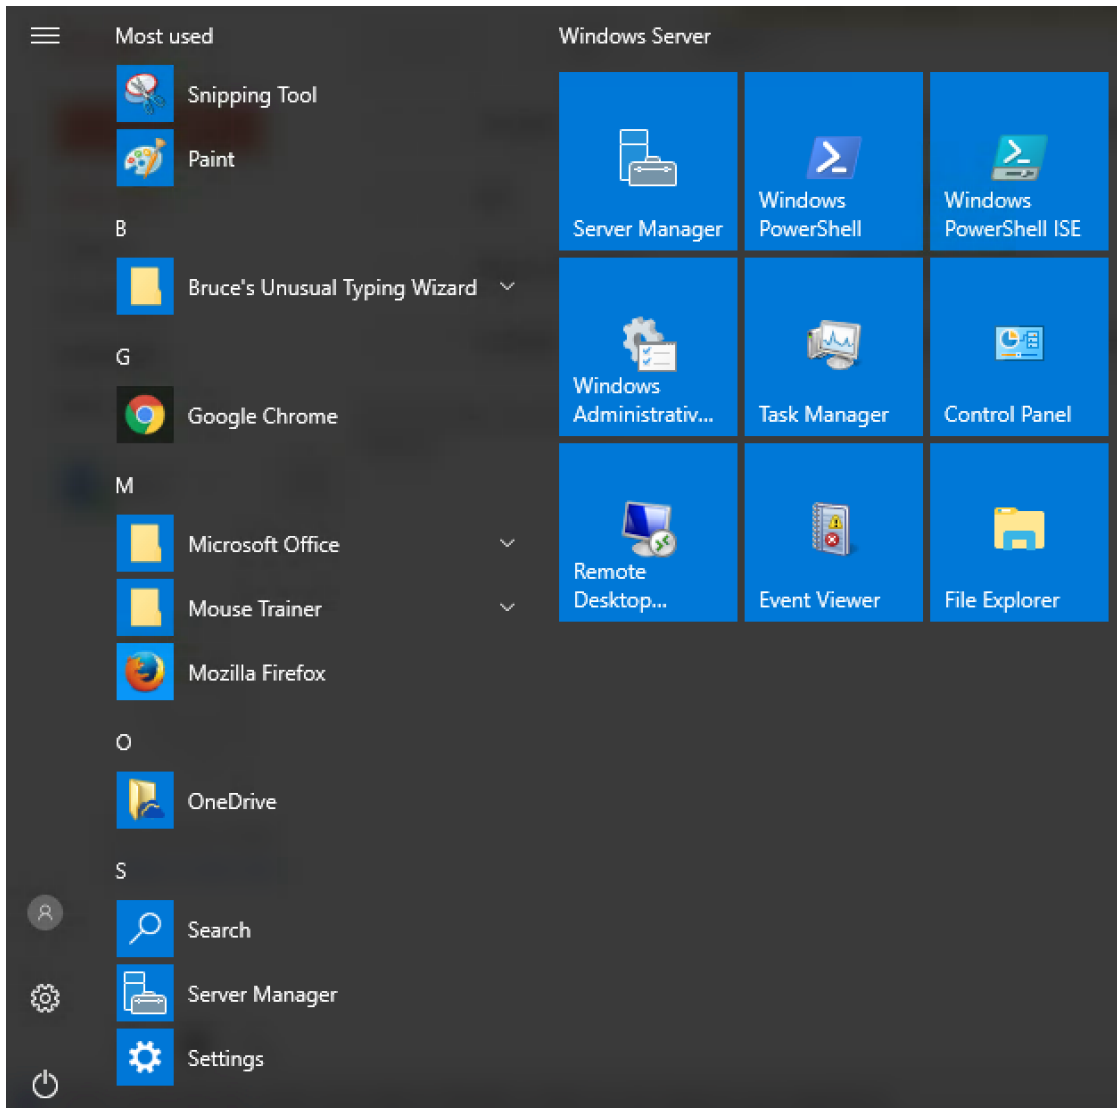 Most used
Snipping Tool
Paint
B
Bruce's Unusual Typing Wizard
G
Google Chrome
M
Microsoft Office
Mouse Trainer
Mozilla Firefox
O
OneDrive
S
Search
Server Manager
Settings
Windows Server
Server Manager
Windows
PowerShell
Windows
PowerShell ISE
Windows
Administrativ...
Task Manager
Control Panel
Remote
Desktop...
Event Viewer
File Explorer